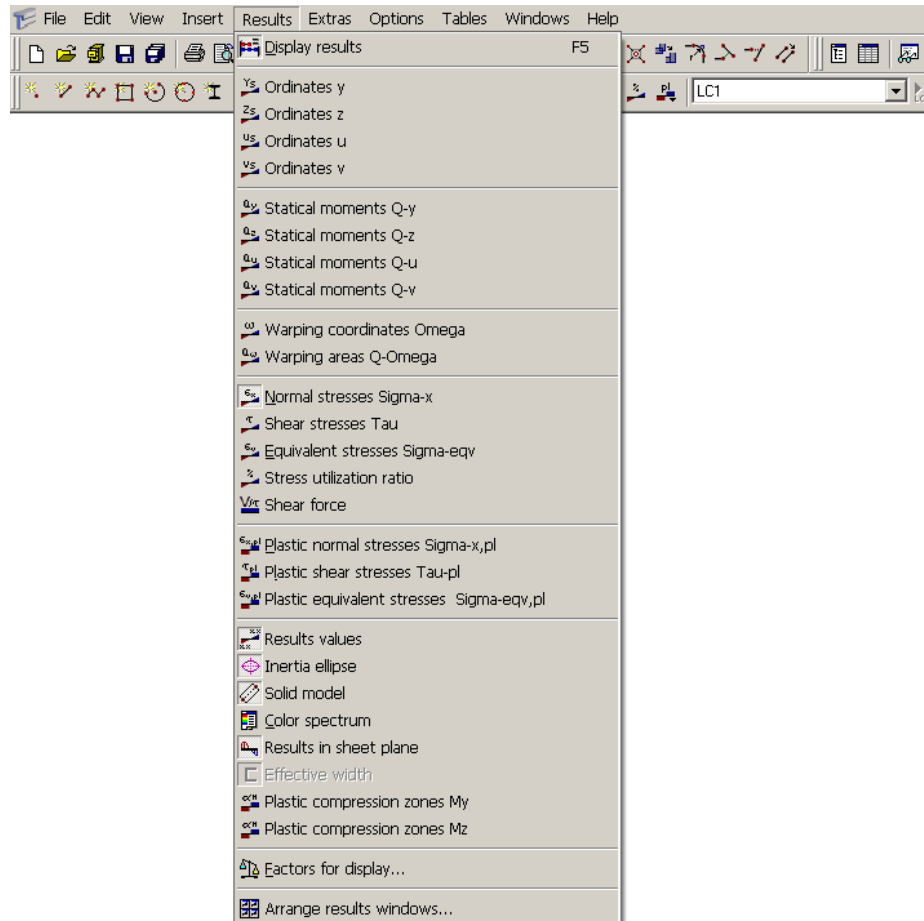 File Edit View Insert Results Extras Options Tables Windows Help
Display results F5
LC1
Ordinates y
Ordinates z
Ordinates u
Ordinates v
Statical moments Q-y
Statical moments Q-z
Statical moments Q-u
Statical moments Q-v
Warping coordinates Omega
Warping areas Q-Omega
Normal stresses Sigma-x
Shear stresses Tau
Equivalent stresses Sigma-eqv
Stress utilization ratio
Shear force
Plastic normal stresses Sigma-x,pl
Plastic shear stresses Tau-pl
Plastic equivalent stresses Sigma-eqv,pl
Results values
Inertia ellipse
Solid model
Color spectrum
Results in sheet plane
Effective width
Plastic compression zones My
Plastic compression zones Mz
Factors for display...
Arrange results windows...